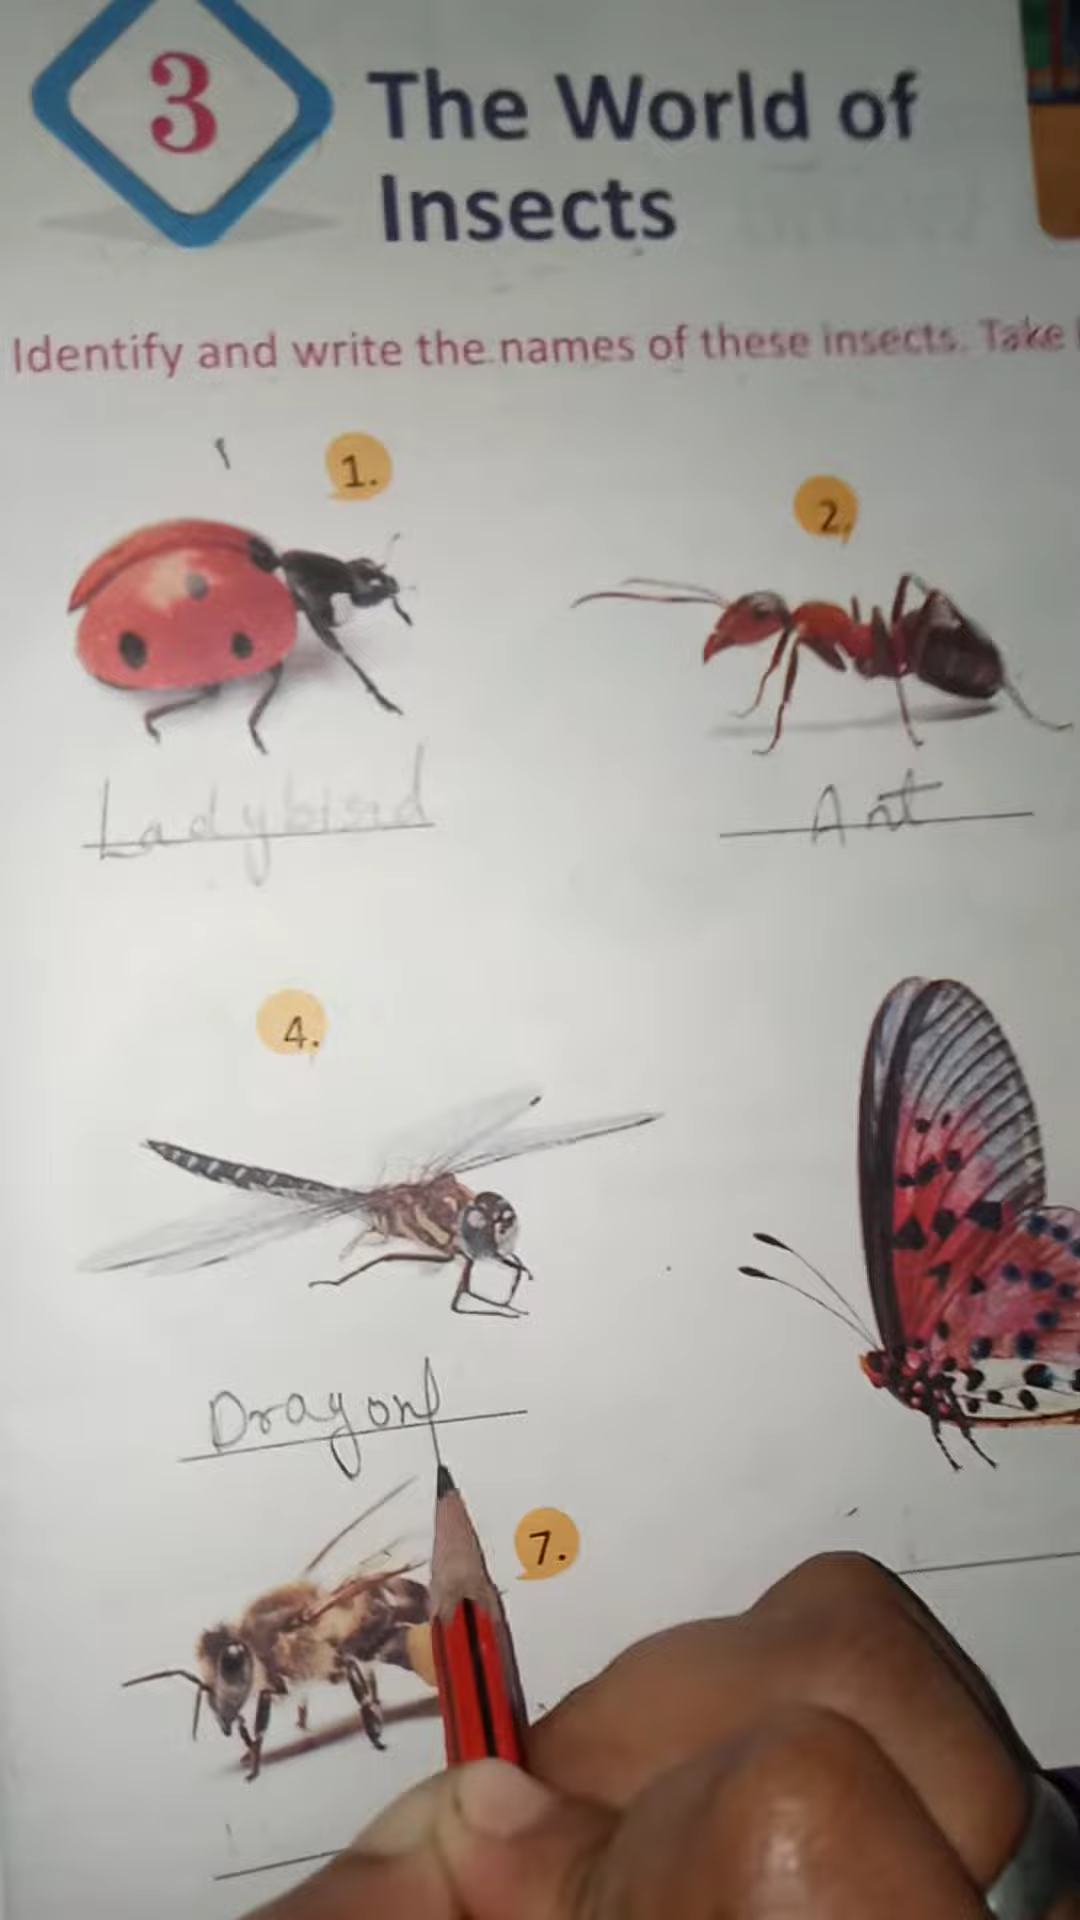 3
The World of
Insects
Identify and write the names of these insects. Take
1.
2.
Ladybird
Ant
4.
Dragonf
7.